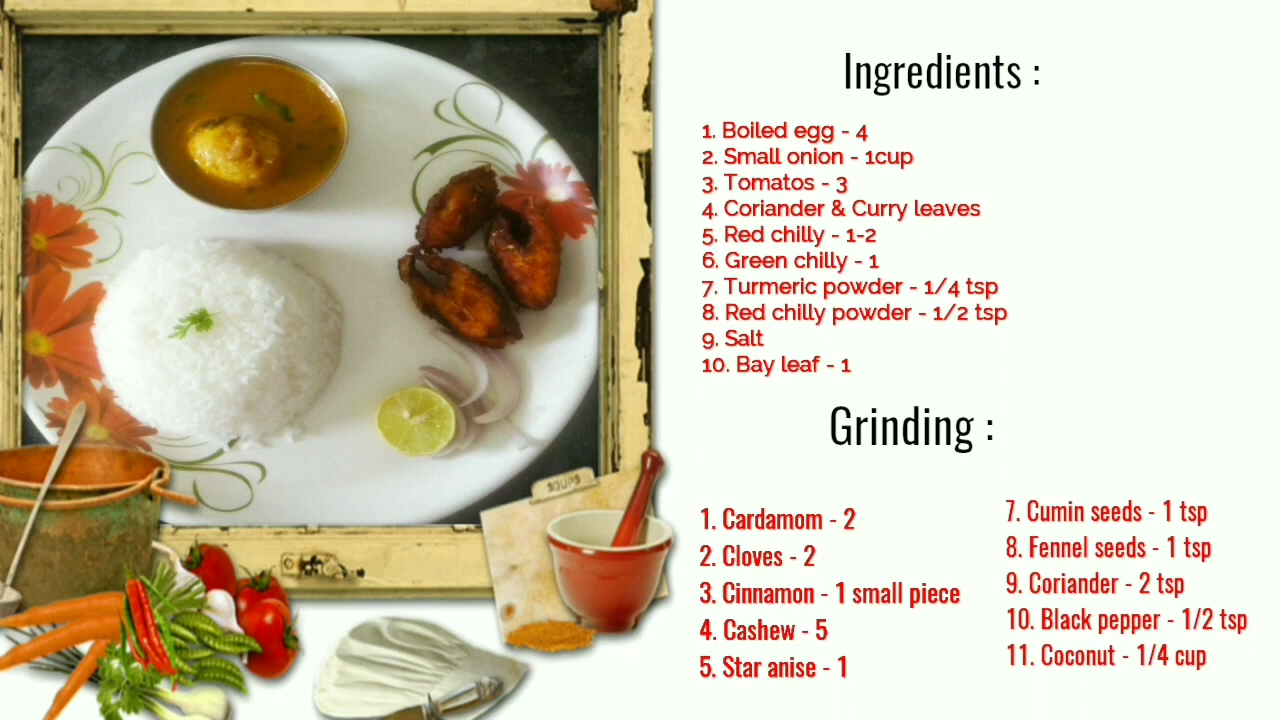 Ingredients :
1. Boiled egg - 4
2. Small onion - 1cup
3. Tomatos - 3
4. Coriander & Curry leaves
5. Red chilly - 1-2
6. Green chilly - 1
7. Turmeric powder - 1/4 tsp
8. Red chilly powder - 1/2 tsp
9. Salt
10. Bay leaf - 1
Grinding :
1. Cardamom - 2
2. Cloves - 2
3. Cinnamon - 1 small piece
4. Cashew - 5
5. Star anise - 1
7. Cumin seeds - 1 tsp
8. Fennel seeds - 1 tsp
9. Coriander - 2 tsp
10. Black pepper - 1/2 tsp
11. Coconut - 1/4 cup
SOUPS